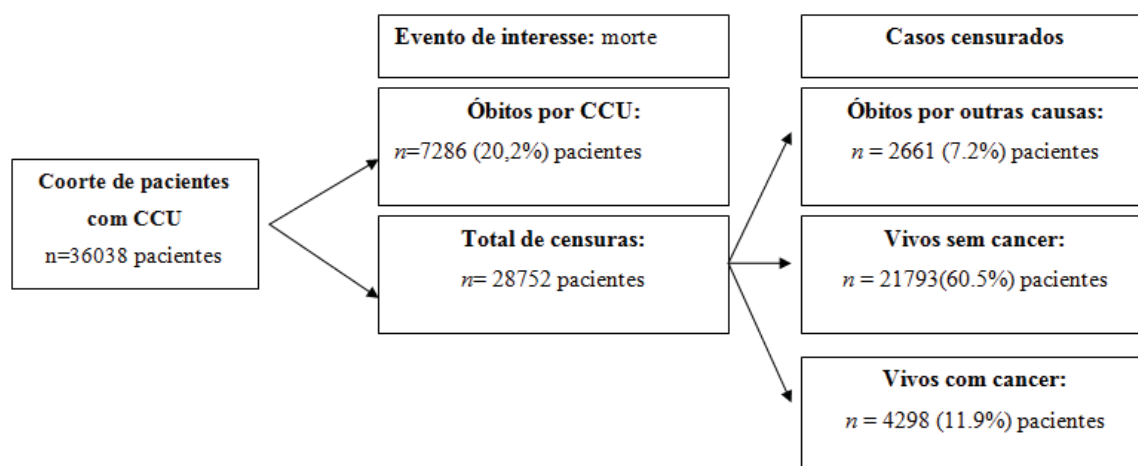 Evento de interesse: morte
Casos censurados
Coorte de pacientes
com CCU
n=36038 pacientes
Óbitos por CCU:
n=7286 (20,2%) pacientes
Total de censuras:
n= 28752 pacientes
Óbitos por outras causas:
n = 2661 (7.2%) pacientes
Vivos sem cancer:
n = 21793(60.5%) pacientes
Vivos com cancer:
n = 4298 (11.9%) pacientes